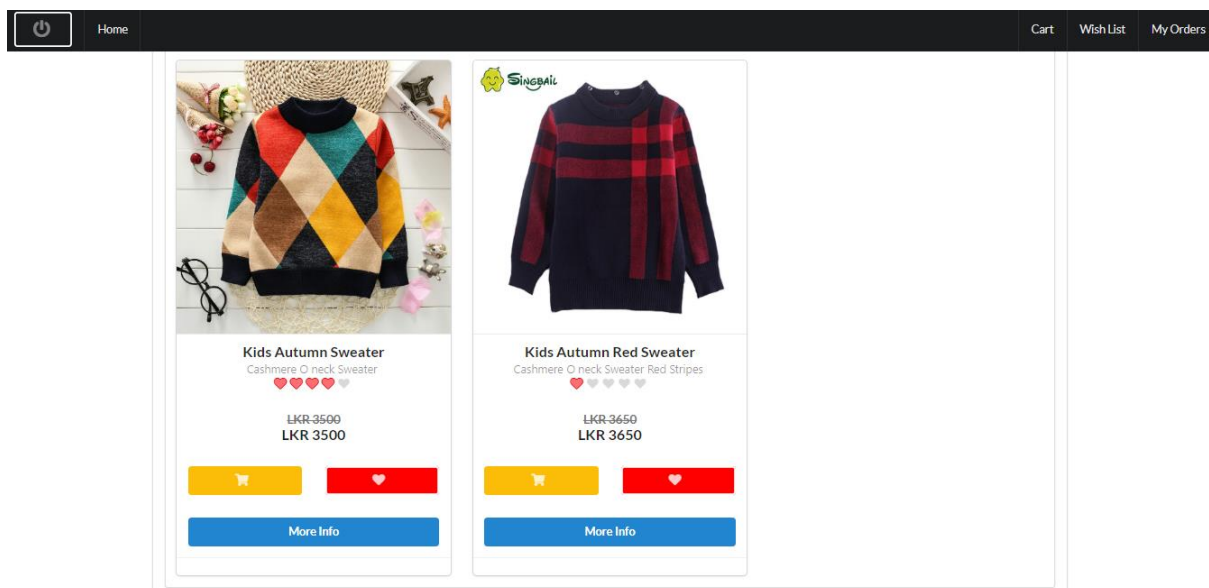 Home
Cart
Wish List
My Orders
SINGBAIL
Kids Autumn Sweater
Cashmere O neck Sweater
LKR 3500
LKR 3500
More Info
Kids Autumn Red Sweater
Cashmere O neck Sweater Red Stripes
LKR 3650
LKR 3650
More Info